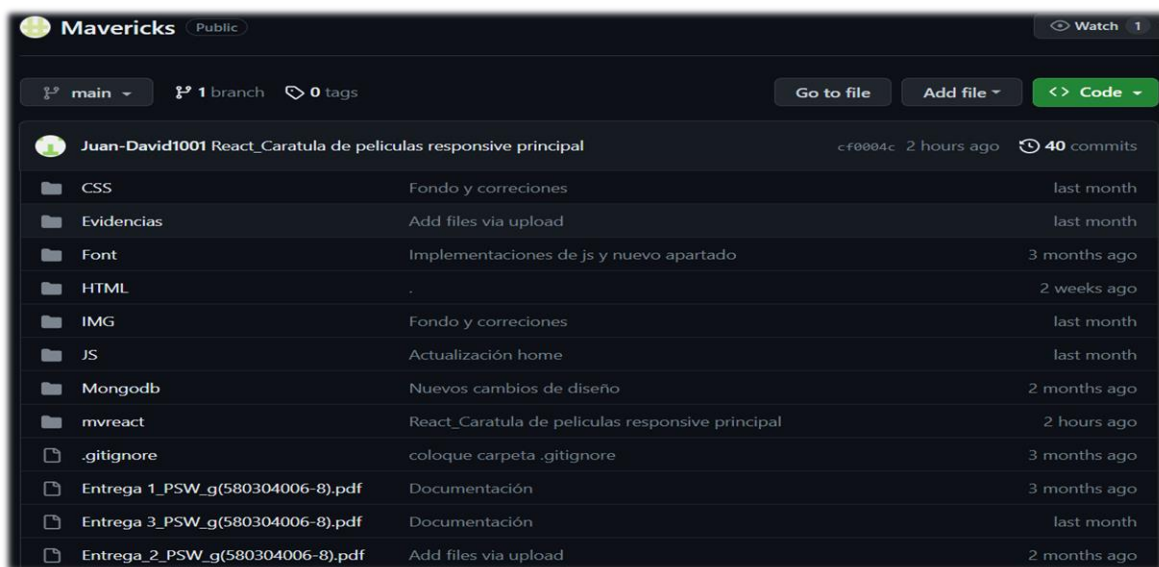 Mavericks Public Watch 1
main 1 branch 0 tags Go to file Add file <> Code
Juan-David1001 React_Caratula de peliculas responsive principal cf0004c 2 hours ago 40 commits
CSS Fondo y correciones last month
Evidencias Add files via upload last month
Font Implementaciones de js y nuevo apartado 3 months ago
HTML . 2 weeks ago
IMG Fondo y correciones last month
JS Actualización home last month
Mongodb Nuevos cambios de diseño 2 months ago
mvreact React_Caratula de peliculas responsive principal 2 hours ago
.gitignore coloque carpeta .gitignore 3 months ago
Entrega 1_PSW_g(580304006-8).pdf Documentación 3 months ago
Entrega 3_PSW_g(580304006-8).pdf Documentación last month
Entrega_2_PSW_g(580304006-8).pdf Add files via upload 2 months ago